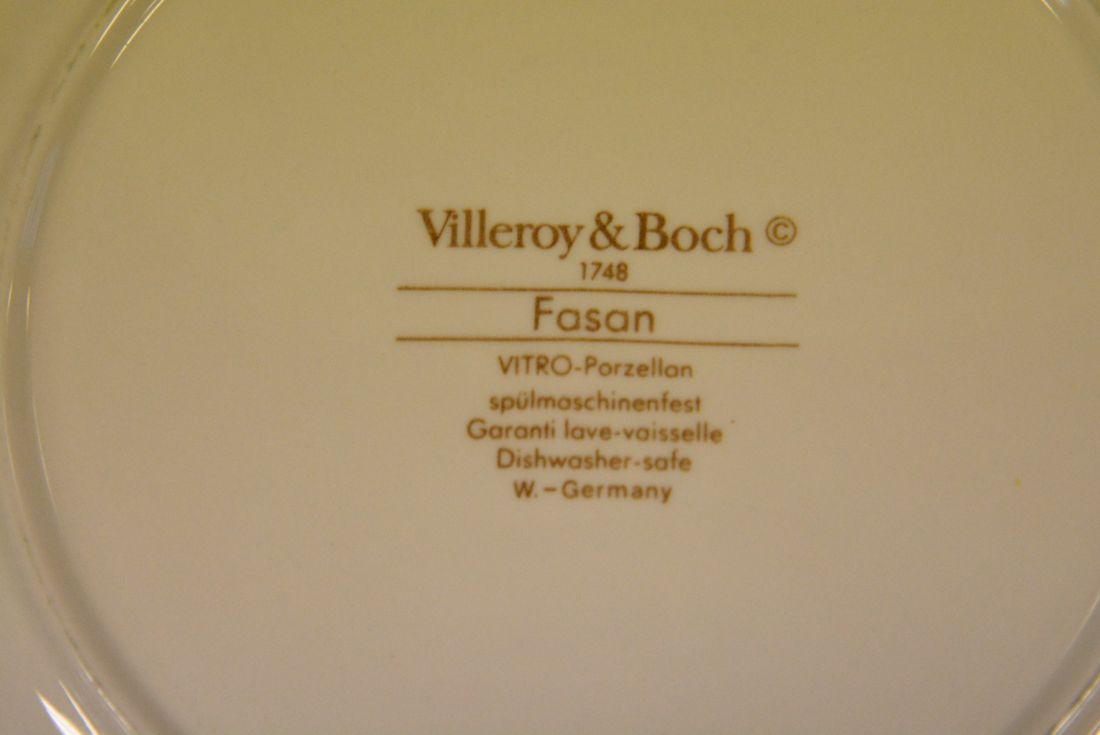 Villeroy & Boch ©
1748
Fasan
VITRO-Porzellan
spülmaschinenfest
Garanti lave-vaisselle
Dishwasher-safe
W.-Germany